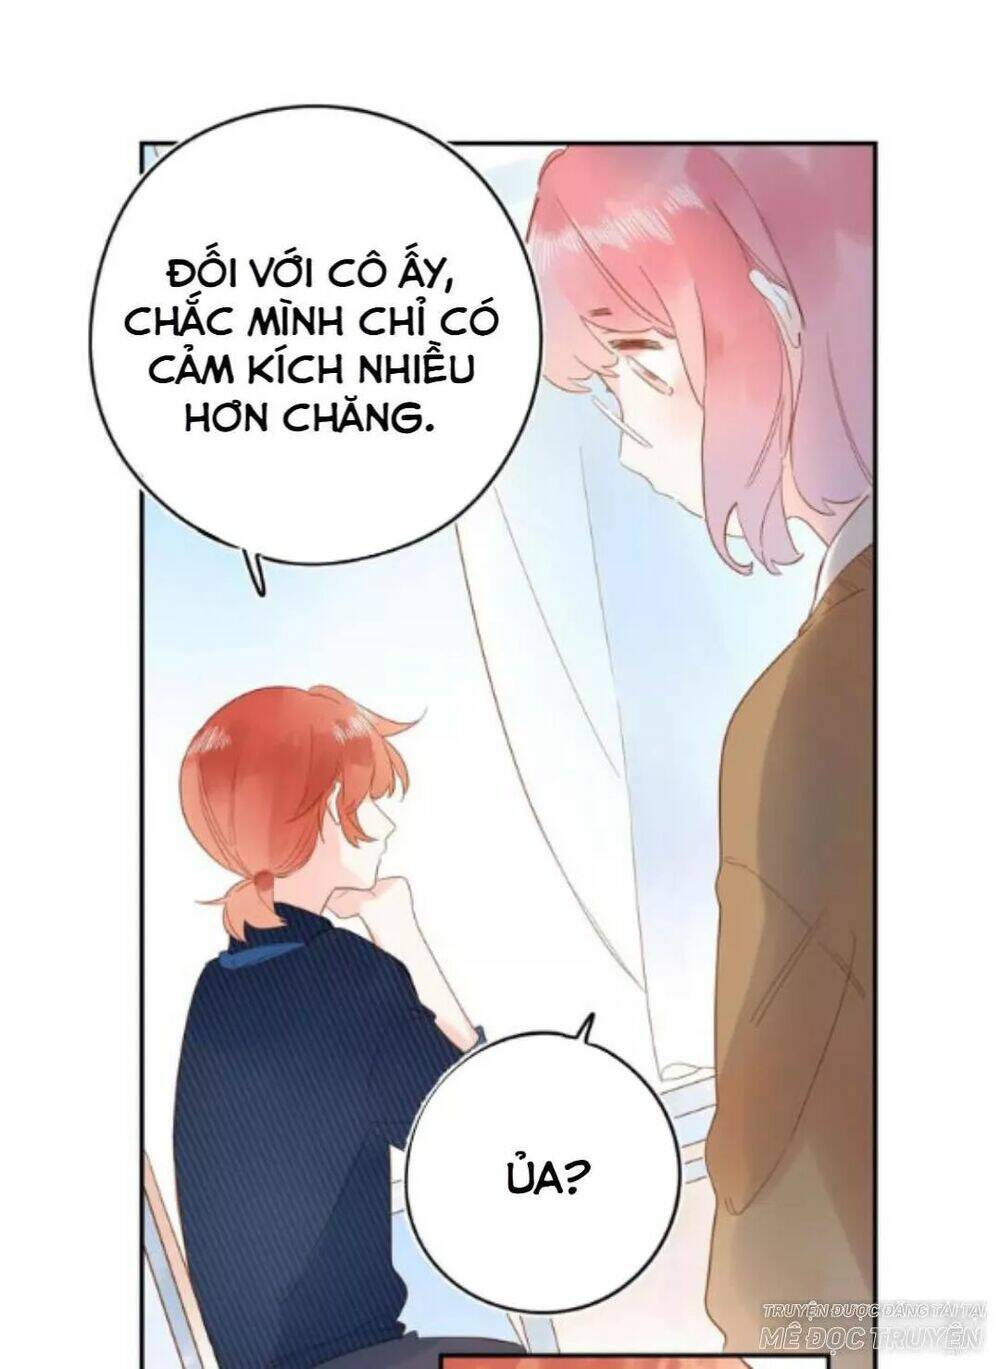 ĐỐI VỚI CÔ ẤY,
CHẮC MÌNH CHỈ CÓ
CẢM KÍCH NHIỀU
HƠN CHĂNG.
ỦA?
TRUYỆN ĐƯỢC ĐĂNG TẢI TẠI
MÊ ĐỌC TRUYỆN